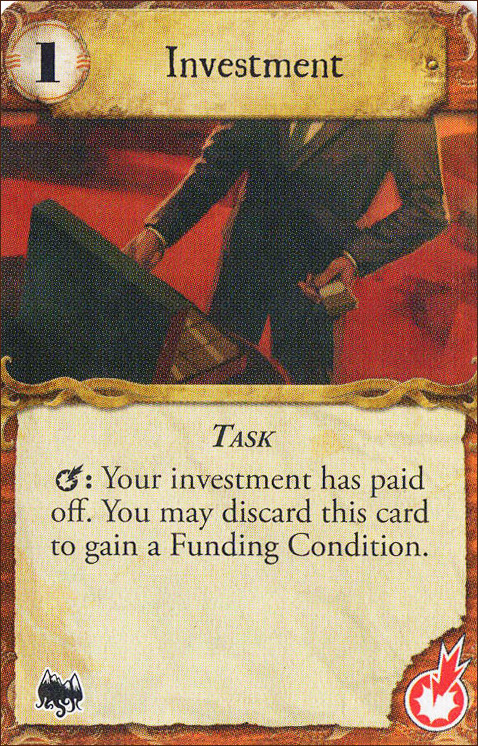 1
Investment
TASK
: Your investment has paid
off. You may discard this card
to gain a Funding Condition.